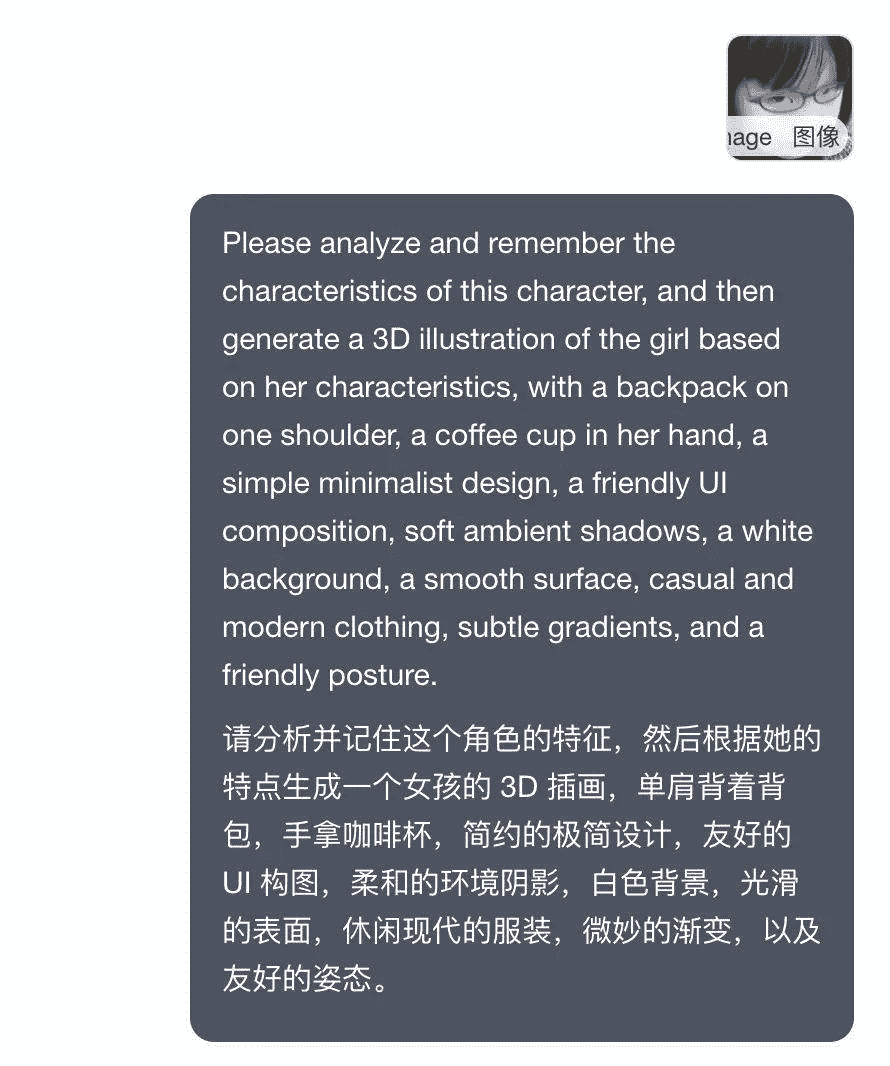 图像
Please analyze and remember the
characteristics of this character, and then
generate a 3D illustration of the girl based
on her characteristics, with a backpack on
one shoulder, a coffee cup in her hand, a
simple minimalist design, a friendly UI
composition, soft ambient shadows, a white
background, a smooth surface, casual and
modern clothing, subtle gradients, and a
friendly posture.
请分析并记住这个角色的特征，然后根据她的
特点生成一个女孩的 3D 插画，单肩背着背
包，手拿咖啡杯，简约的极简设计，友好的
UI 构图，柔和的环境阴影，白色背景，光滑
的表面，休闲现代的服装，微妙的渐变，以及
友好的姿态。